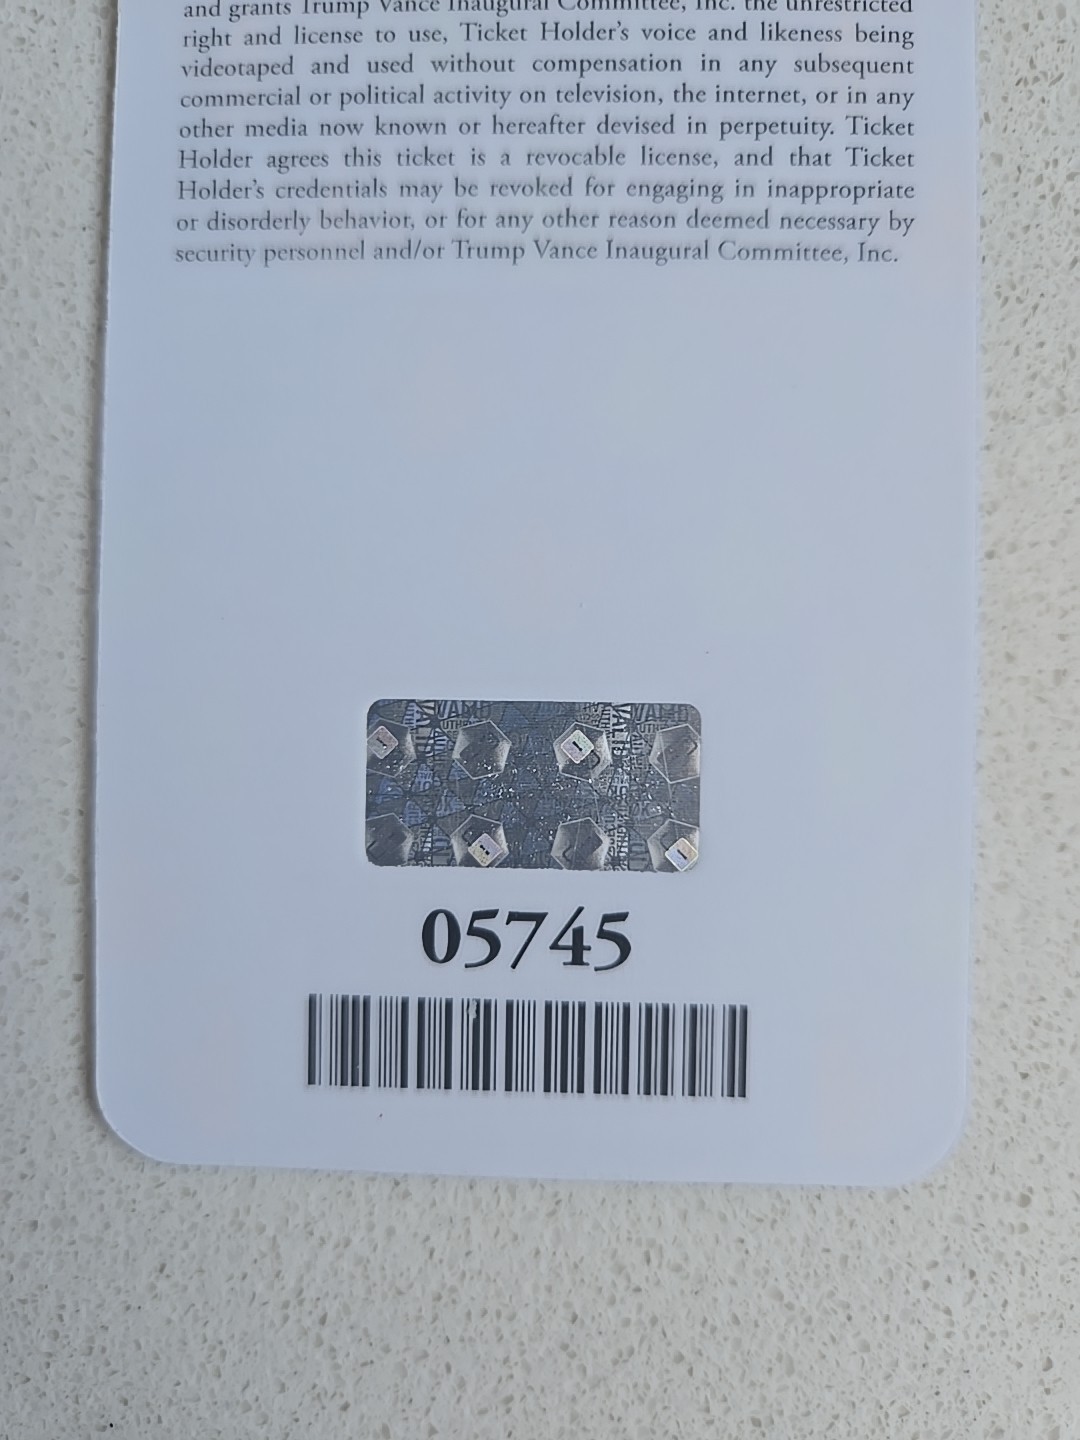 and grants Trump Vance Inaugural Committee, Inc. the unrestricted
right and license to use, Ticket Holder's voice and likeness being
videotaped and used without compensation in any subsequent
commercial or political activity on television, the internet, or in any
other media now known or hereafter devised in perpetuity. Ticket
Holder agrees this ticket is a revocable license, and that Ticket
Holder's credentials may be revoked for engaging in inappropriate
or disorderly behavior, or for any other reason deemed necessary by
security personnel and/or Trump Vance Inaugural Committee, Inc.
VALID
VALID
05745